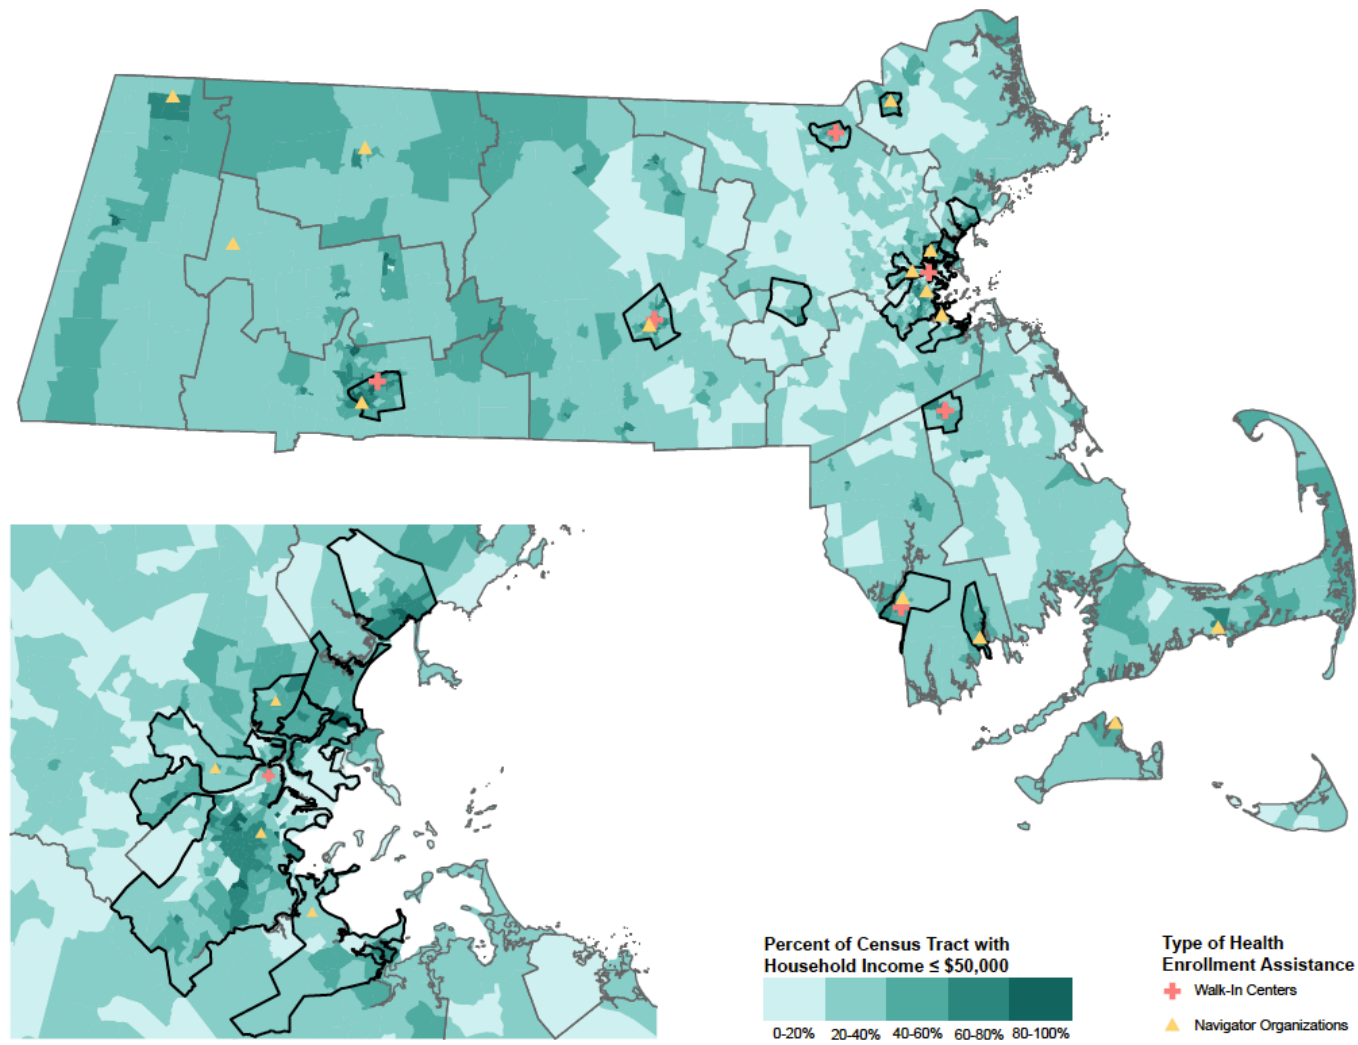 Percent of Census Tract with
Household Income ≤ $50,000
0-20% 20-40% 40-60% 60-80% 80-100%
Type of Health
Enrollment Assistance
Walk-In Centers
Navigator Organizations